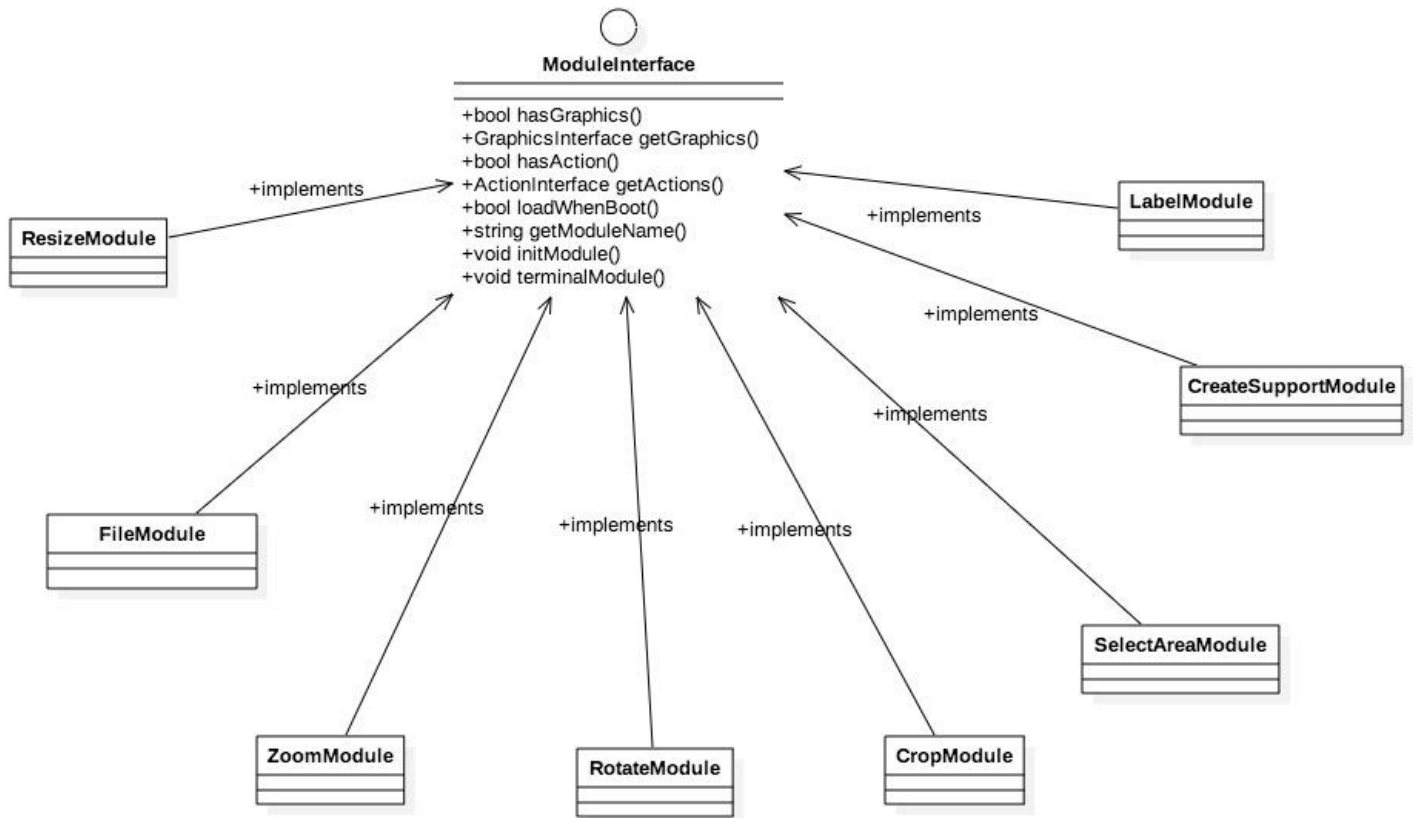 ModuleInterface
+bool hasGraphics()
+GraphicsInterface getGraphics()
+bool hasAction()
+ActionInterface getActions()
+bool loadWhenBoot()
+string getModuleName()
+void initModule()
+void terminalModule()
+implements
ResizeModule
+implements
LabelModule
+implements
CreateSupportModule
+implements
FileModule
+implements
SelectAreaModule
+implements
ZoomModule
+implements
RotateModule
+implements
CropModule